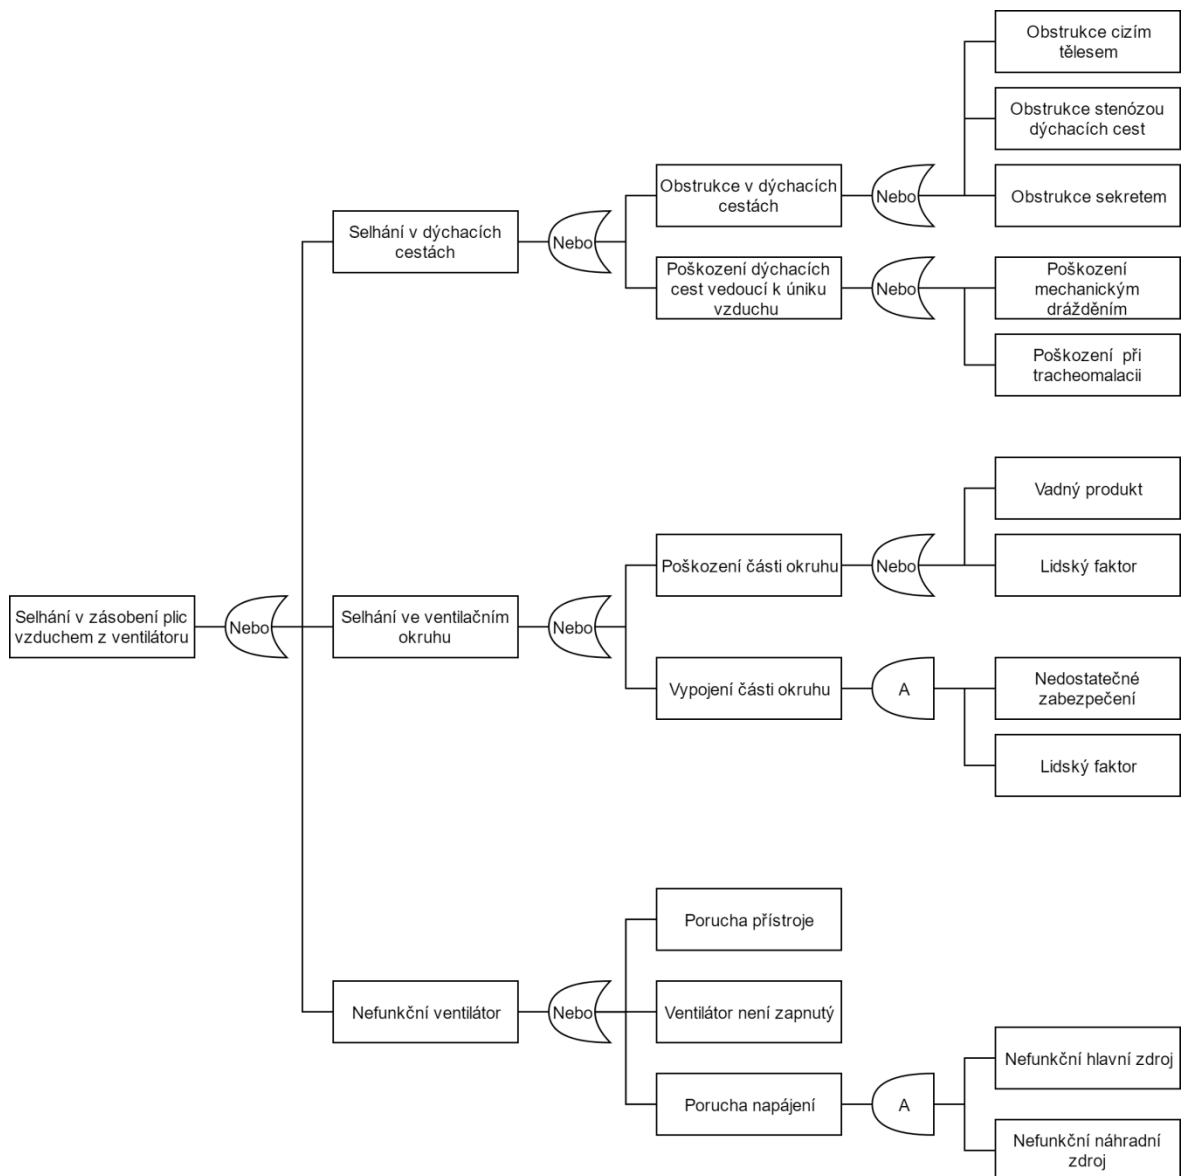 Obstrukce cizím
tělesem
Obstrukce stenózou
dýchacích cest
Obstrukce v dýchacích
cestách
Nebo
Obstrukce sekretem
Selhání v dýchacích
cestách
Nebo
Poškození dýchacích
cest vedoucí k úniku
vzduchu
Nebo
Poškození
mechanickým
drážděním
Poškození při
tracheomalacii
Vadný produkt
Poškození části okruhu
Nebo
Lidský faktor
Selhání v zásobení plic
vzduchem z ventilátoru
Nebo
Selhání ve ventilačním
okruhu
Nebo
Vypojení části okruhu
A
Nedostatečné
zabezpečení
Lidský faktor
Porucha přístroje
Nefunkční ventilátor
Nebo
Ventilátor není zapnutý
Nefunkční hlavní zdroj
Porucha napájení
A
Nefunkční náhradní
zdroj